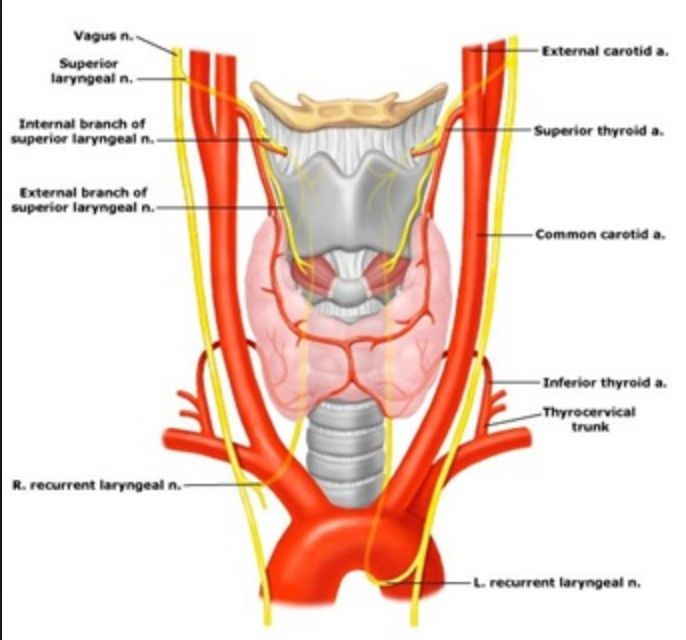 Vagus n.
Superior
laryngeal n.
Internal branch of
superior laryngeal n.
External branch of
superior laryngeal n.
R. recurrent laryngeal n.
External carotid a.
Superior thyroid a.
Common carotid a.
Inferior thyroid a.
Thyrocervical
trunk
L. recurrent laryngeal n.